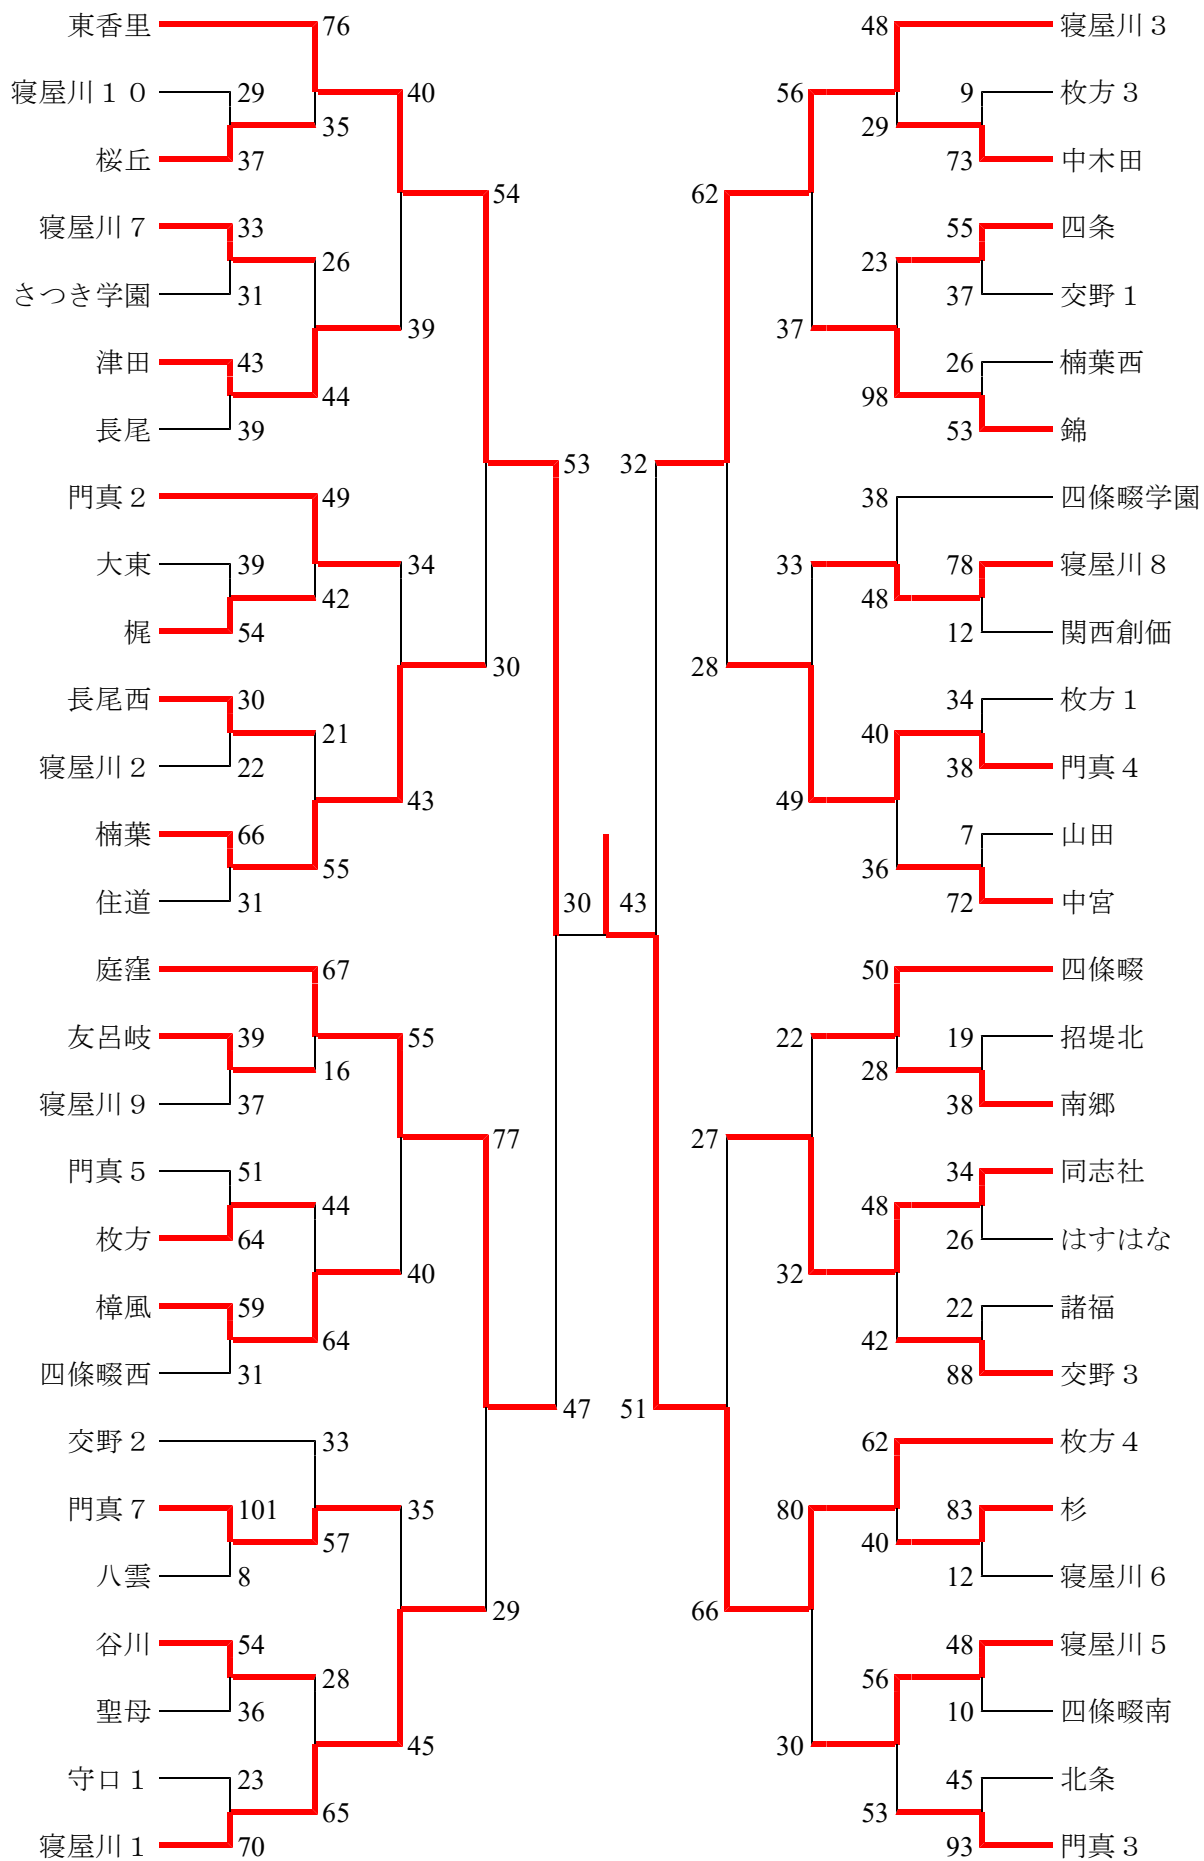 東香里 76 48 寝屋川３
寝屋川１０ 29 40 56 9 枚方３
35 29
桜丘 37 73 中木田
54 62
寝屋川７ 33 55 四条
26 23
さつき学園 31 37 交野１
39 37
津田 43 26 楠葉西
44 98
長尾 39 53 錦
53 32
門真２ 49 38 四條畷学園
大東 39 34 33 78 寝屋川８
42 48
梶 54 12 関西創価
30 28
長尾西 30 34 枚方１
21 40
寝屋川２ 22 38 門真４
43 49
楠葉 66 7 山田
55 36
住道 31 30 43 72 中宮
庭窪 67 50 四條畷
友呂岐 39 55 22 19 招堤北
16 28
寝屋川９ 37 38 南郷
77 27
門真５ 51 34 同志社
44 48
枚方 64 26 はすはな
40 32
樟風 59 22 諸福
64 42
四條畷西 31 88 交野３
47 51
交野２ 33 62 枚方４
門真７ 101 35 80 83 杉
57 40
八雲 8 12 寝屋川６
29 66
谷川 54 48 寝屋川５
28 56
聖母 36 10 四條畷南
45 30
守口１ 23 45 北条
65 53
寝屋川１ 70 93 門真３